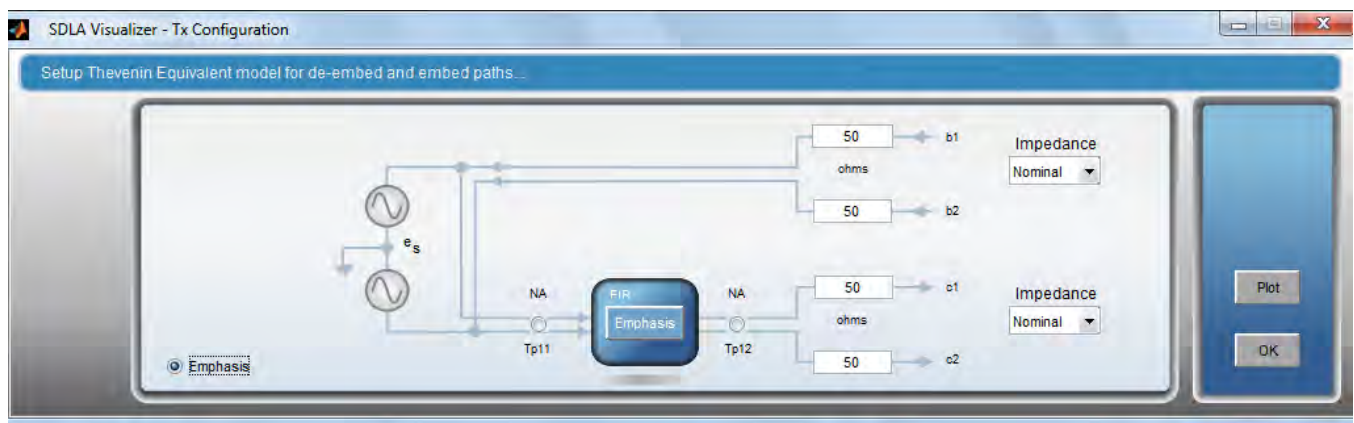 SDLA Visualizer - Tx Configuration
Setup Thevenin Equivalent model for de-embed and embed paths...
50 b1
ohms
50 b2
Impedance
Nominal
es
NA
Tp11
FIR
Emphasis
NA
Tp12
50 c1
ohms
50 c2
Impedance
Nominal
Emphasis
Plot
OK